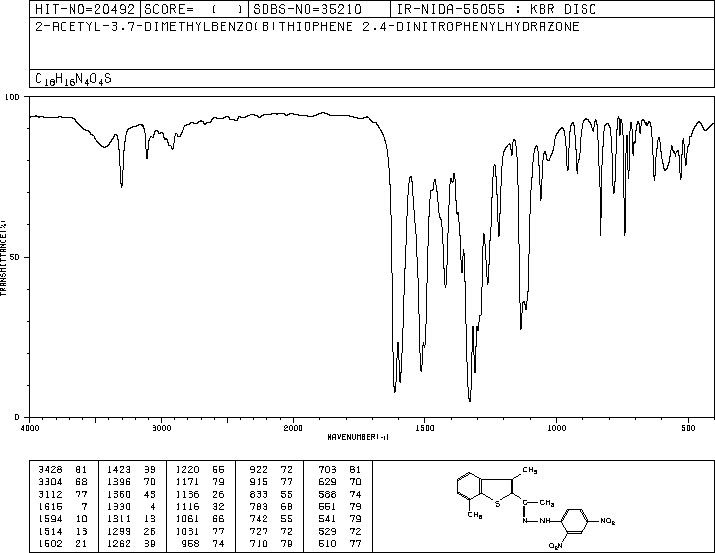 HIT-NO=20492 SCORE= ( ) SDBS-NO=35210 IR-NIDA-55055 : KBR DISC
2-ACETYL-3,7-DIMETHYLBENZO(B)THIOPHENE 2,4-DINITROPHENYLHYDRAZONE
C18H16N4O4S
100
50
0
TRANSMITTANCE(%)
4000 3000 2000 1500 1000 500
WAVENUMBER(-1)
3428 81 1423 39 1220 55 922 72 703 81
3304 68 1396 70 1171 79 915 77 629 70
3112 77 1360 45 1136 26 833 55 588 74
1615 7 1330 4 1116 32 783 68 551 79
1594 10 1311 13 1061 66 742 55 541 79
1514 13 1299 26 1031 77 727 72 529 72
1502 21 1262 39 958 74 710 79 510 77
CH3
S
CH3
CH3
N
NH
NO2
O2N